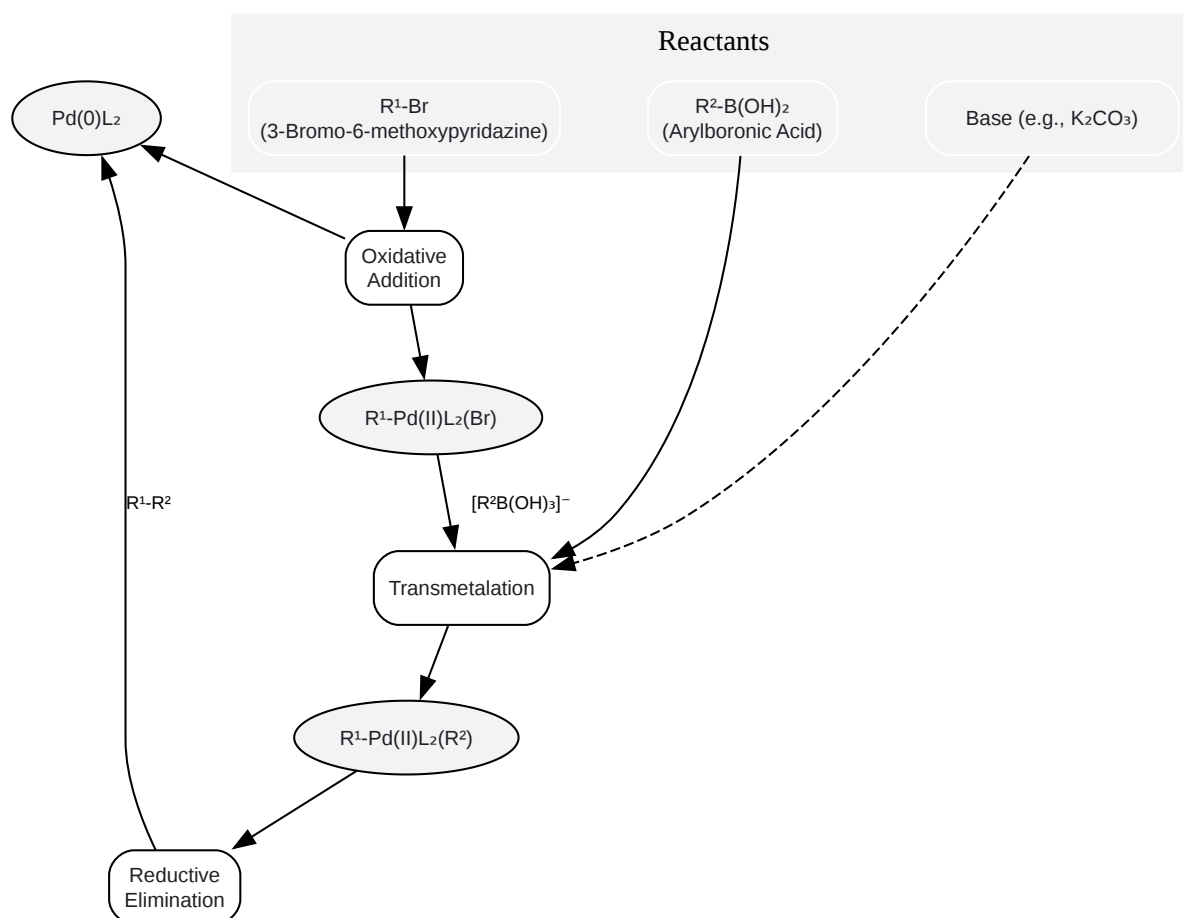 Reactants
Pd(0)L₂
R¹-Br
(3-Bromo-6-methoxypyridazine)
R²-B(OH)₂
(Arylboronic Acid)
Base (e.g., K₂CO₃)
Oxidative
Addition
R¹-Pd(II)L₂(Br)
R¹-R²
[R²B(OH)₃]⁻
Transmetalation
R¹-Pd(II)L₂(R²)
Reductive
Elimination